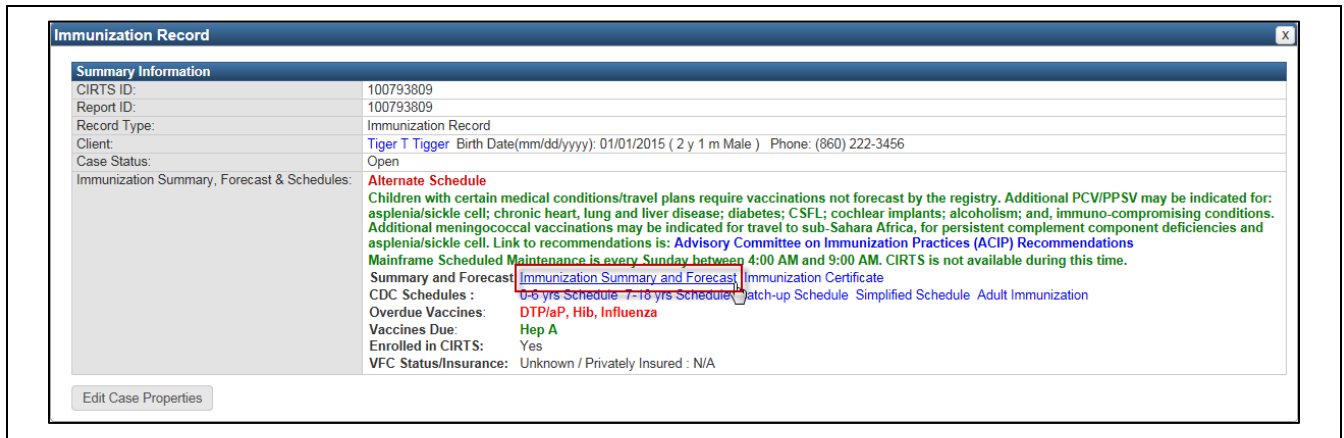 Immunization Record
X
Summary Information
CIRTS ID: 100793809
Report ID: 100793809
Record Type: Immunization Record
Client: Tiger T Tigger Birth Date(mm/dd/yyyy): 01/01/2015 ( 2 y 1 m Male ) Phone: (860) 222-3456
Case Status: Open
Immunization Summary, Forecast & Schedules: Alternate Schedule
Children with certain medical conditions/travel plans require vaccinations not forecast by the registry. Additional PCV/PPSV may be indicated for:
asplenia/sickle cell; chronic heart, lung and liver disease; diabetes; CSFL; cochlear implants; alcoholism; and, immuno-compromising conditions.
Additional meningococcal vaccinations may be indicated for travel to sub-Sahara Africa, for persistent complement component deficiencies and
asplenia/sickle cell. Link to recommendations is: Advisory Committee on Immunization Practices (ACIP) Recommendations
Mainframe Scheduled Maintenance is every Sunday between 4:00 AM and 9:00 AM. CIRTS is not available during this time.
Summary and Forecast Immunization Summary and Forecast Immunization Certificate
CDC Schedules : 0-6 yrs Schedule 7-18 yrs Schedule atch-up Schedule Simplified Schedule Adult Immunization
Overdue Vaccines: DTP/aP, Hib, Influenza
Vaccines Due: Hep A
Enrolled in CIRTS: Yes
VFC Status/Insurance: Unknown / Privately Insured : N/A
Edit Case Properties